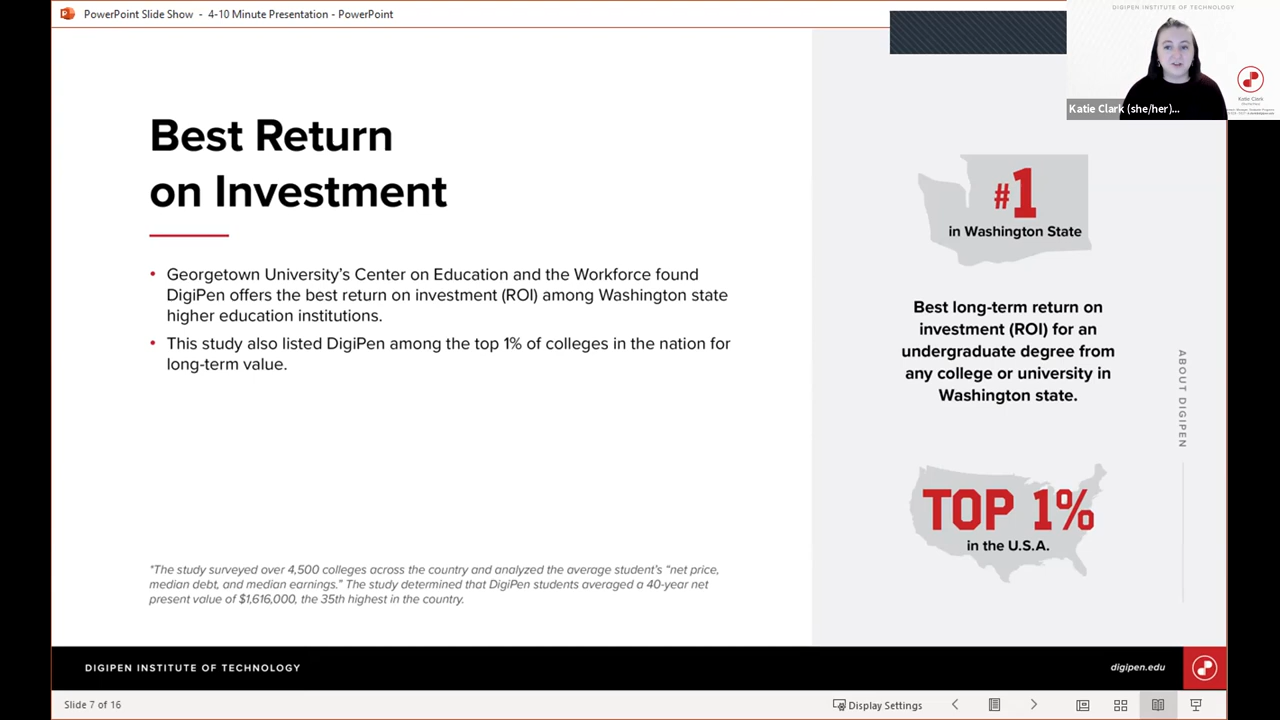 PowerPoint Slide Show - 4-10 Minute Presentation - PowerPoint
DIGIPEN INSTITUTE OF TECHNOLOGY
Katie Clark
Katie Clark (she/her)...
Best Return
on Investment
• Georgetown University's Center on Education and the Workforce found
DigiPen offers the best return on investment (ROI) among Washington state
higher education institutions.
• This study also listed DigiPen among the top 1% of colleges in the nation for
long-term value.
*The study surveyed over 4,500 colleges across the country and analyzed the average student's “net price,
median debt, and median earnings.” The study determined that DigiPen students averaged a 40-year net
present value of $1,616,000, the 35th highest in the country.
#1
in Washington State
Best long-term return on
investment (ROI) for an
undergraduate degree from
any college or university in
Washington state.
TOP 1%
in the U.S.A.
ABOUT DIGIPEN
DIGIPEN INSTITUTE OF TECHNOLOGY
digipen.edu
Slide 7 of 16
Display Settings